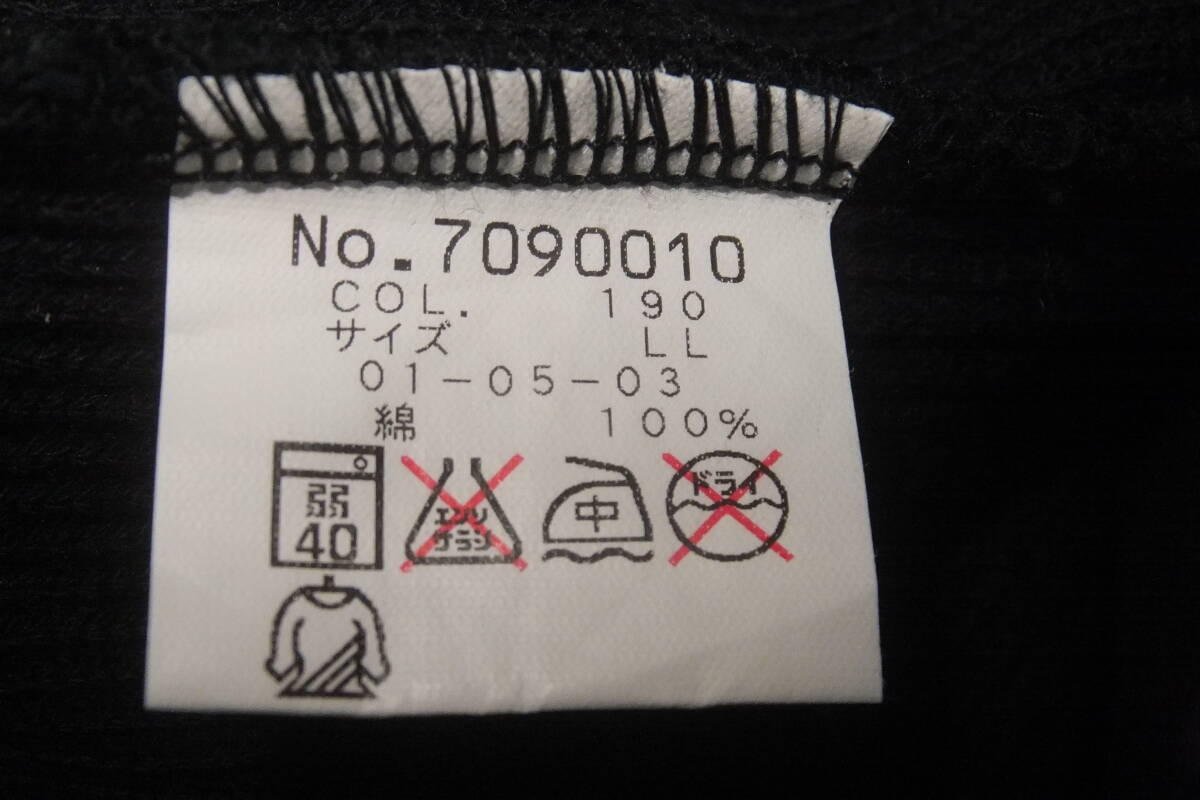 No.7090010
COL. 190
サイズ LL
01-05-03
綿 100%
弱
40
エンソ
サラシ
中
ドライ